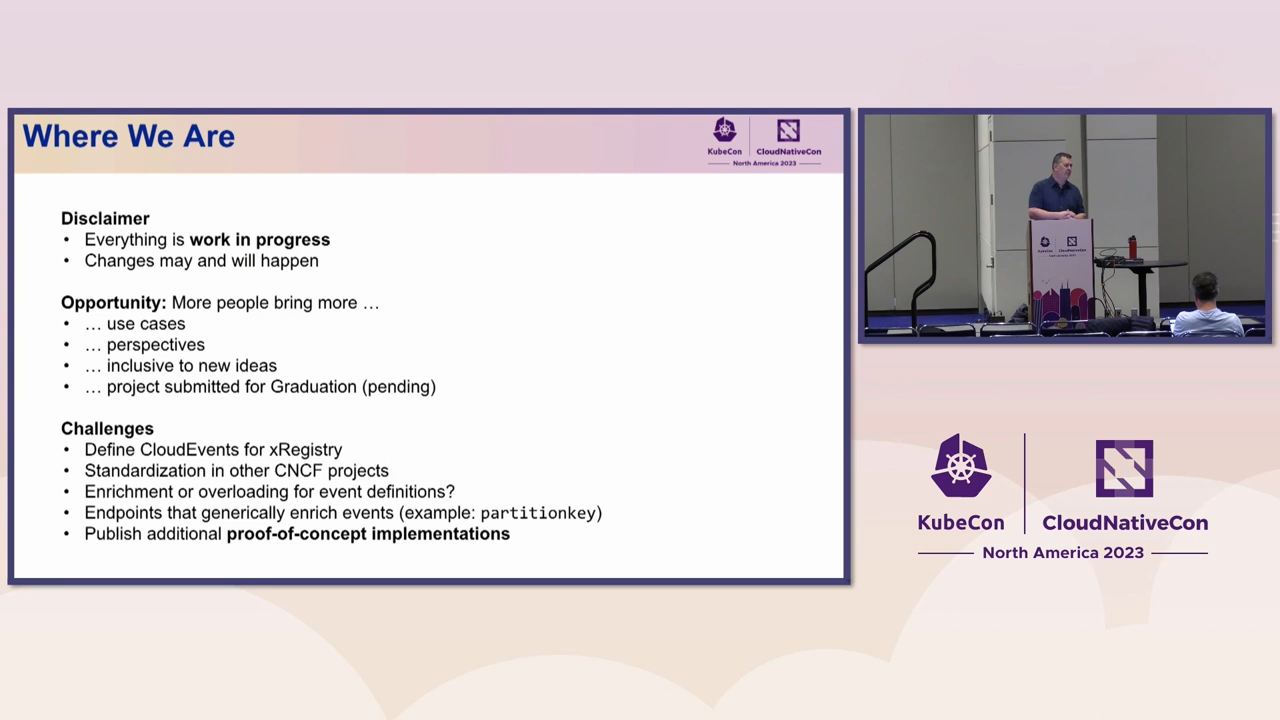 Where We Are
KubeCon
CloudNativeCon
North America 2023
Disclaimer
• Everything is work in progress
• Changes may and will happen
Opportunity: More people bring more …
• … use cases
• … perspectives
• … inclusive to new ideas
• … project submitted for Graduation (pending)
Challenges
• Define CloudEvents for xRegistry
• Standardization in other CNCF projects
• Enrichment or overloading for event definitions?
• Endpoints that generically enrich events (example: partitionkey)
• Publish additional proof-of-concept implementations
KubeCon
CloudNativeCon
North America 2023